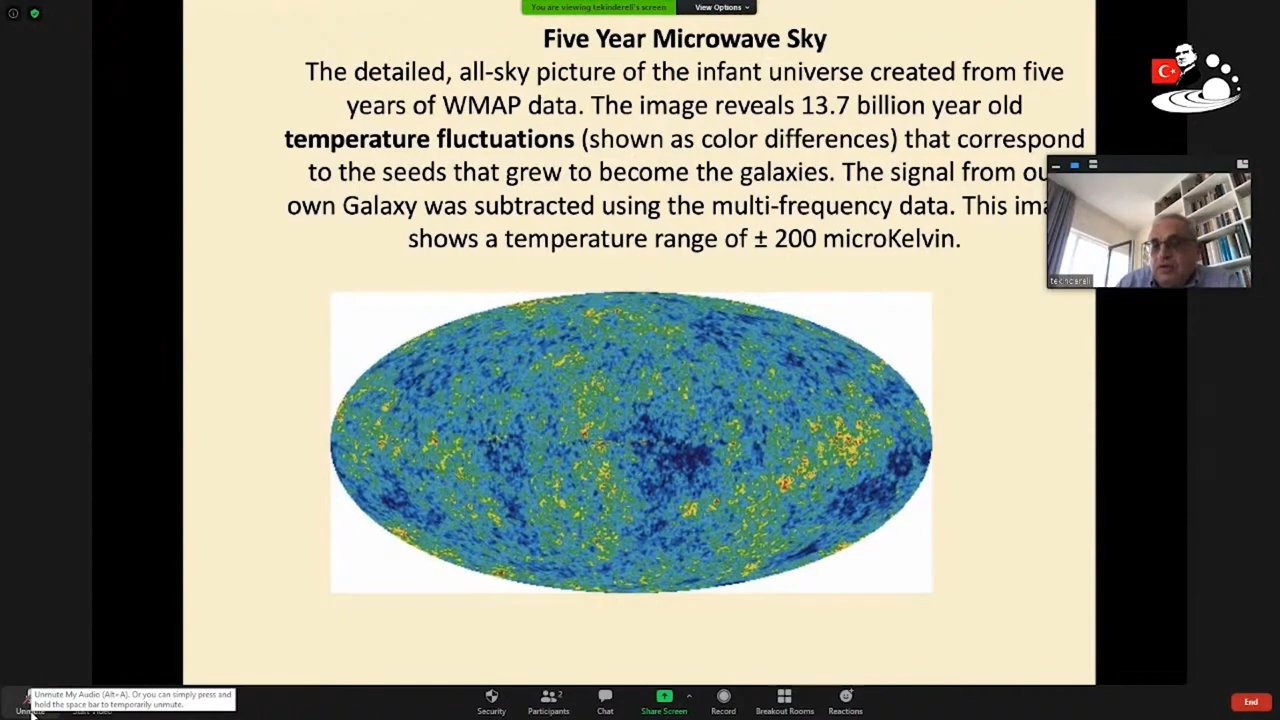 You are viewing tekindereli's screen
View Options
Five Year Microwave Sky
The detailed, all-sky picture of the infant universe created from five
years of WMAP data. The image reveals 13.7 billion year old
temperature fluctuations (shown as color differences) that correspond
to the seeds that grew to become the galaxies. The signal from ou
own Galaxy was subtracted using the multi-frequency data. This ima
shows a temperature range of ± 200 microKelvin.
Unmute My Audio (Alt+A). Or you can simply press and
hold the space bar to temporarily unmute.
Security
Participants
2
Chat
Share Screen
Record
Breakout Rooms
Reactions
End